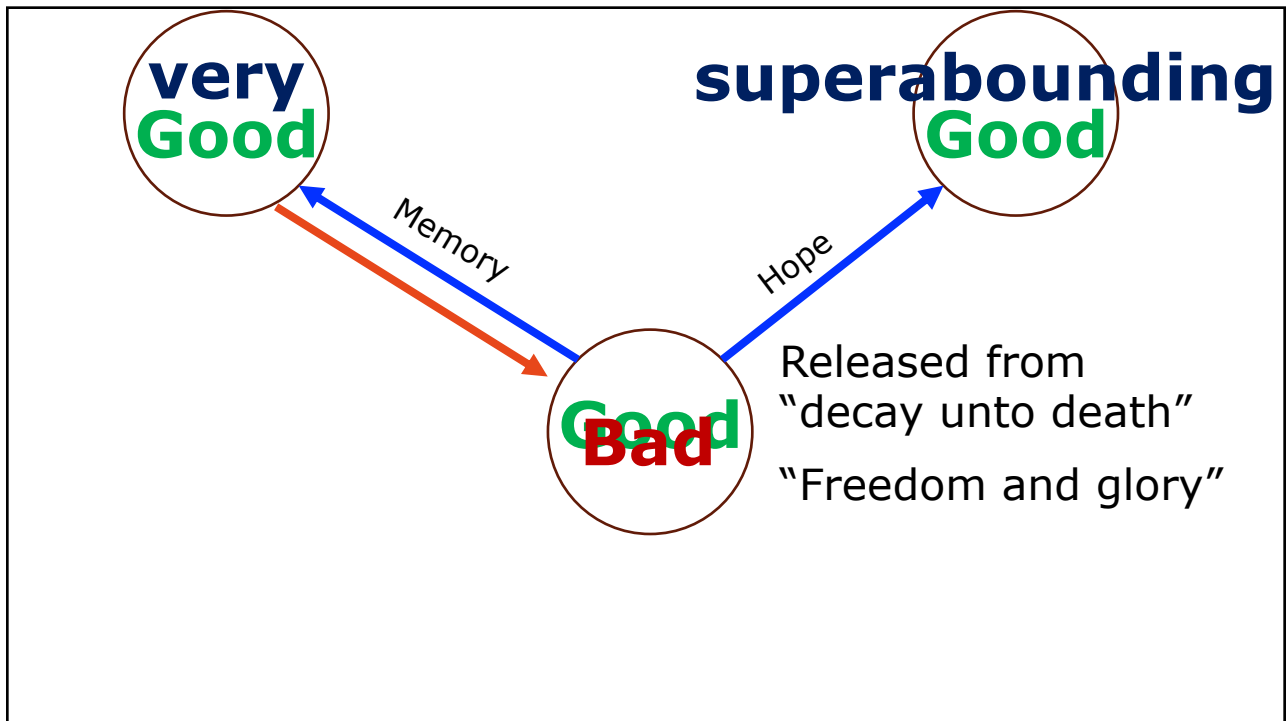 very
Good
superabounding
Good
Memory
Hope
Good
Bad
Released from
“decay unto death”
“Freedom and glory”